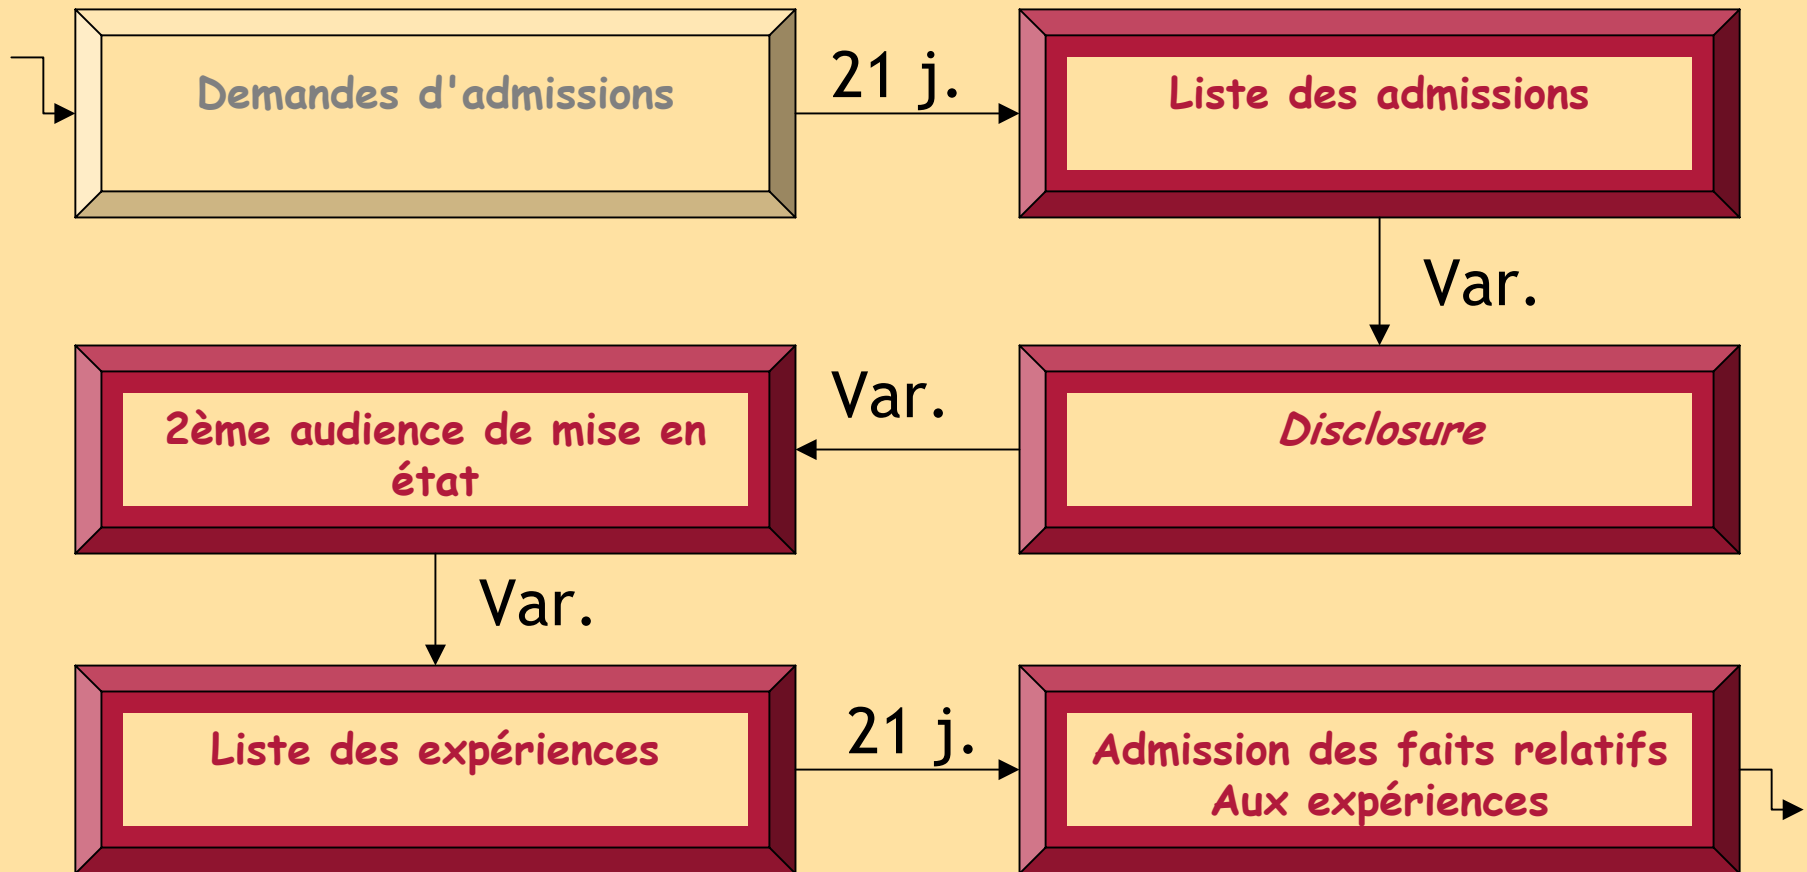 Demandes d'admissions
21 j.
Liste des admissions
Var.
Disclosure
Var.
2ème audience de mise en
état
Var.
Liste des expériences
21 j.
Admission des faits relatifs
Aux expériences